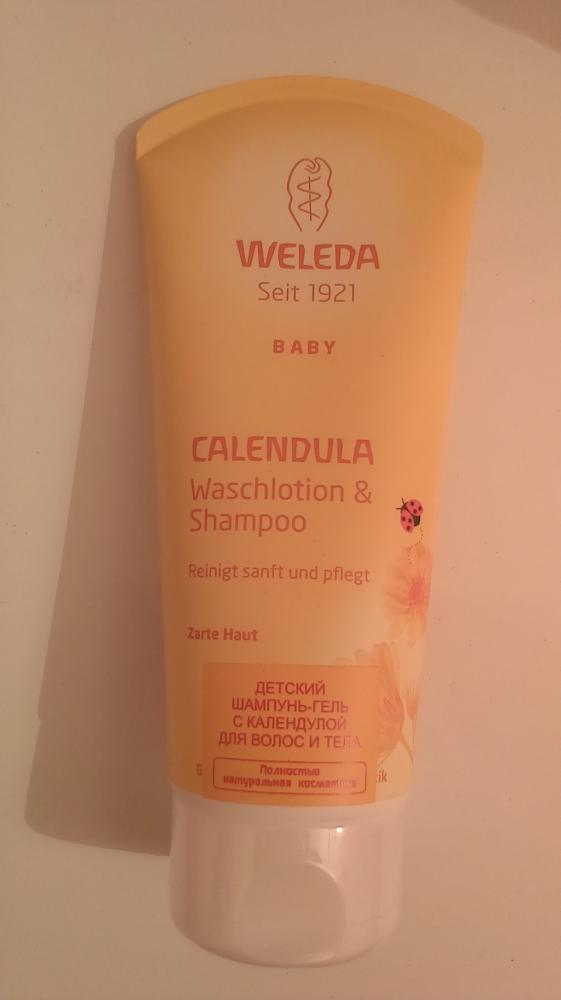 WELEDA
Seit 1921
BABY
CALENDULA
Waschlotion &
Shampoo
Reinigt sanft und pflegt
Zarte Haut
ДЕТСКИЙ
ШАМПУНЬ-ГЕЛЬ
С КАЛЕНДУЛОЙ
ДЛЯ ВОЛОС И ТЕЛА
Полностью
натуральная косметика